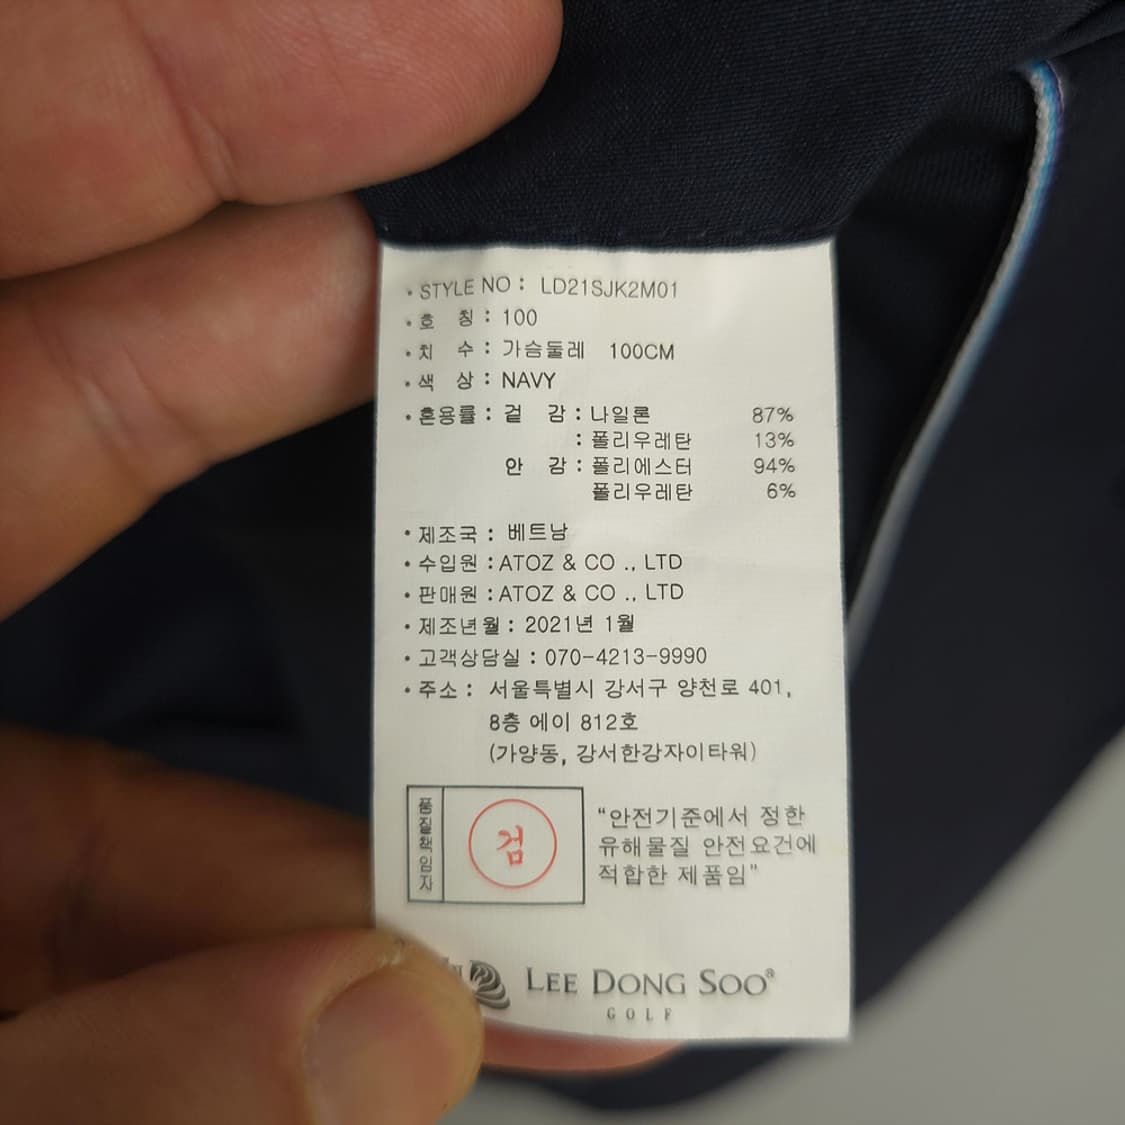 • STYLE NO : LD21SJK2M01
• 호 칭 : 100
• 치 수 : 가슴둘레 100CM
• 색 상 : NAVY
• 혼용률 : 겉 감 : 나일론 87%
: 폴리우레탄 13%
안 감 : 폴리에스터 94%
폴리우레탄 6%
• 제조국 : 베트남
• 수입원 : ATOZ & CO ., LTD
• 판매원 : ATOZ & CO ., LTD
• 제조년월 : 2021년 1월
• 고객상담실 : 070-4213-9990
• 주소 : 서울특별시 강서구 양천로 401,
8층 에이 812호
(가양동, 강서한강자이타워)
품질책임자
검
“안전기준에서 정한
유해물질 안전요건에
적합한 제품임”
LEE DONG SOO®
GOLF